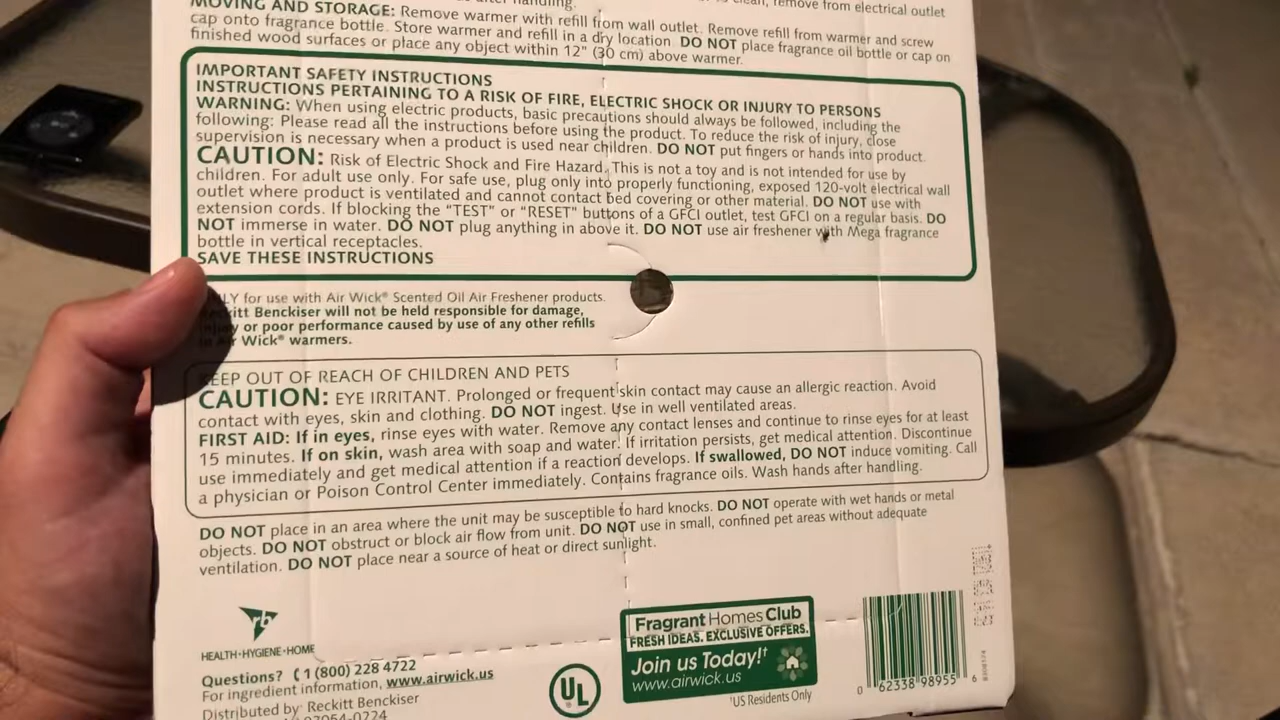 after handling.
clean, remove from electrical outlet
MOVING AND STORAGE: Remove warmer with refill from wall outlet. Remove refill from warmer and screw
cap onto fragrance bottle. Store warmer and refill in a dry location. DO NOT place fragrance oil bottle or cap on
finished wood surfaces or place any object within 12" (30 cm) above warmer.
IMPORTANT SAFETY INSTRUCTIONS
INSTRUCTIONS PERTAINING TO A RISK OF FIRE, ELECTRIC SHOCK OR INJURY TO PERSONS
WARNING: When using electric products, basic precautions should always be followed, including the
following: Please read all the instructions before using the product. To reduce the risk of injury, close
supervision is necessary when a product is used near children. DO NOT put fingers or hands into product.
CAUTION: Risk of Electric Shock and Fire Hazard. This is not a toy and is not intended for use by
children. For adult use only. For safe use, plug only into properly functioning, exposed 120-volt electrical wall
outlet where product is ventilated and cannot contact bed covering or other material. DO NOT use with
extension cords. If blocking the "TEST" or "RESET" buttons of a GFCI outlet, test GFCI on a regular basis. DO
NOT immerse in water. DO NOT plug anything in above it. DO NOT use air freshener with Mega fragrance
bottle in vertical receptacles.
SAVE THESE INSTRUCTIONS
for use with Air Wick® Scented Oil Air Freshener products.
Benckiser will not be held responsible for damage,
or poor performance caused by use of any other refills
Wick® warmers.
KEEP OUT OF REACH OF CHILDREN AND PETS
CAUTION: EYE IRRITANT. Prolonged or frequent skin contact may cause an allergic reaction. Avoid
contact with eyes, skin and clothing. DO NOT ingest. Use in well ventilated areas.
FIRST AID: If in eyes, rinse eyes with water. Remove any contact lenses and continue to rinse eyes for at least
15 minutes. If on skin, wash area with soap and water. If irritation persists, get medical attention. Discontinue
use immediately and get medical attention if a reaction develops. If swallowed, DO NOT induce vomiting. Call
a physician or Poison Control Center immediately. Contains fragrance oils. Wash hands after handling.
DO NOT place in an area where the unit may be susceptible to hard knocks. DO NOT operate with wet hands or metal
objects. DO NOT obstruct or block air flow from unit. DO NOT use in small, confined pet areas without adequate
ventilation. DO NOT place near a source of heat or direct sunlight.
rb
HEALTH•HYGIENE•HOME
Questions? 1 (800) 228 4722
For ingredient information, www.airwick.us
Distributed by Reckitt Benckiser
07054-0224
UL
Fragrant Homes Club
FRESH IDEAS. EXCLUSIVE OFFERS.
Join us Today!†
www.airwick.us
†US Residents Only
0 62338 98955 6